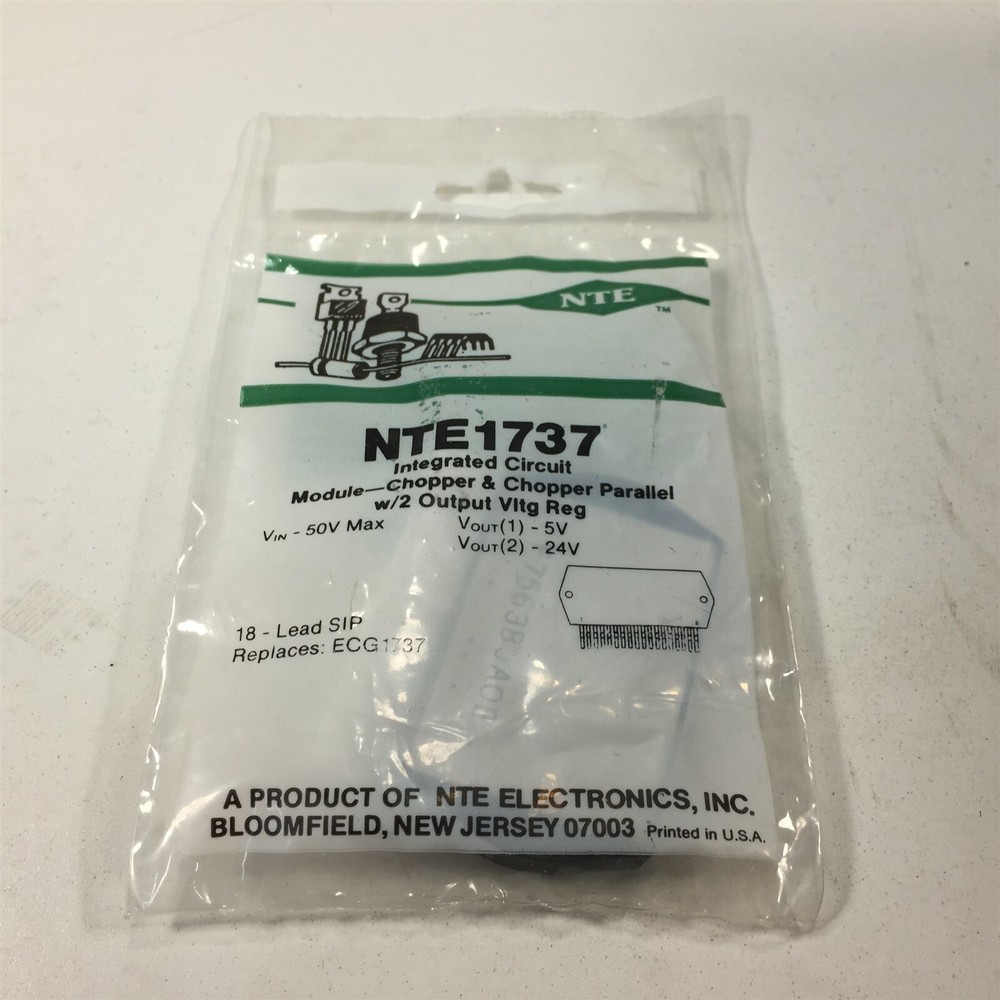 NTE
TM
NTE1737
Integrated Circuit
Module—Chopper & Chopper Parallel
w/2 Output Vltg Reg
VIN - 50V Max
VOUT(1) - 5V
VOUT(2) - 24V
18 - Lead SIP
Replaces: ECG1737
A PRODUCT OF NTE ELECTRONICS, INC.
BLOOMFIELD, NEW JERSEY 07003 Printed in U.S.A.